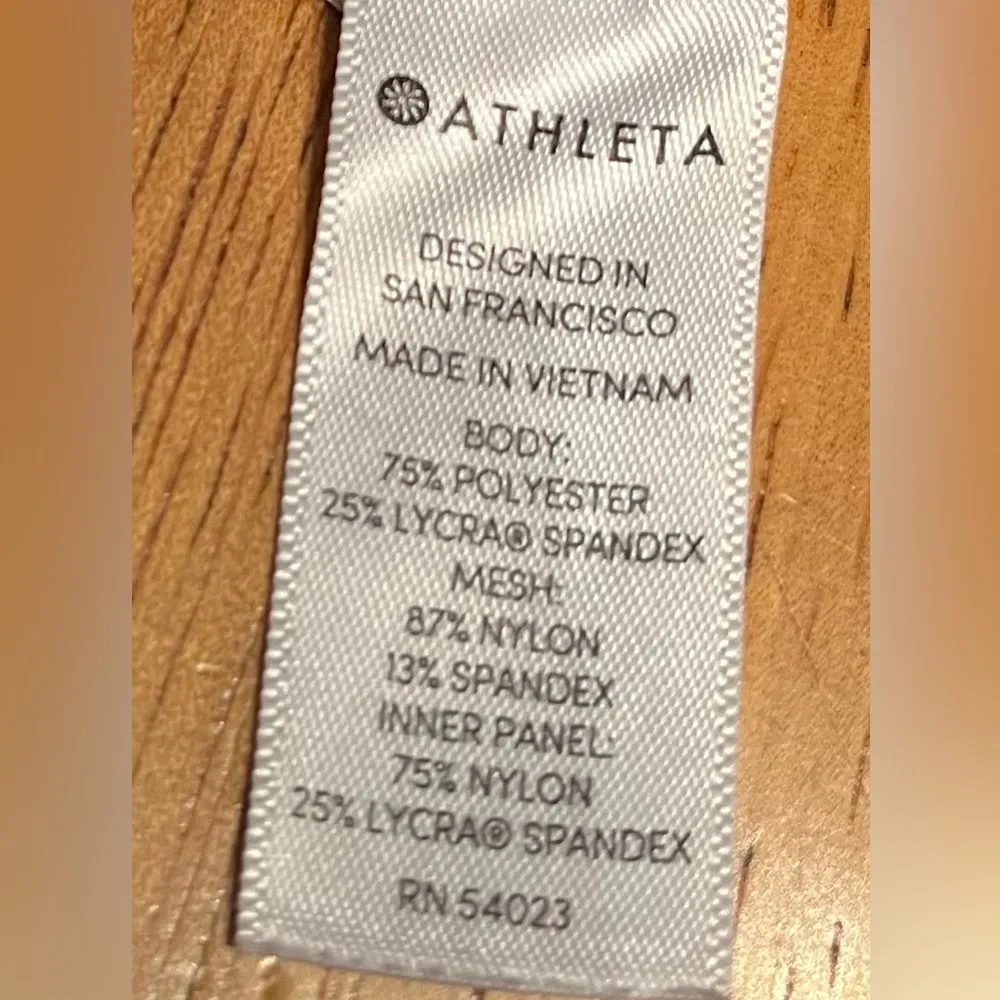 ATHLETA
DESIGNED IN
SAN FRANCISCO
MADE IN VIETNAM
BODY:
75% POLYESTER
25% LYCRA® SPANDEX
MESH:
87% NYLON
13% SPANDEX
INNER PANEL:
75% NYLON
25% LYCRA® SPANDEX
RN 54023